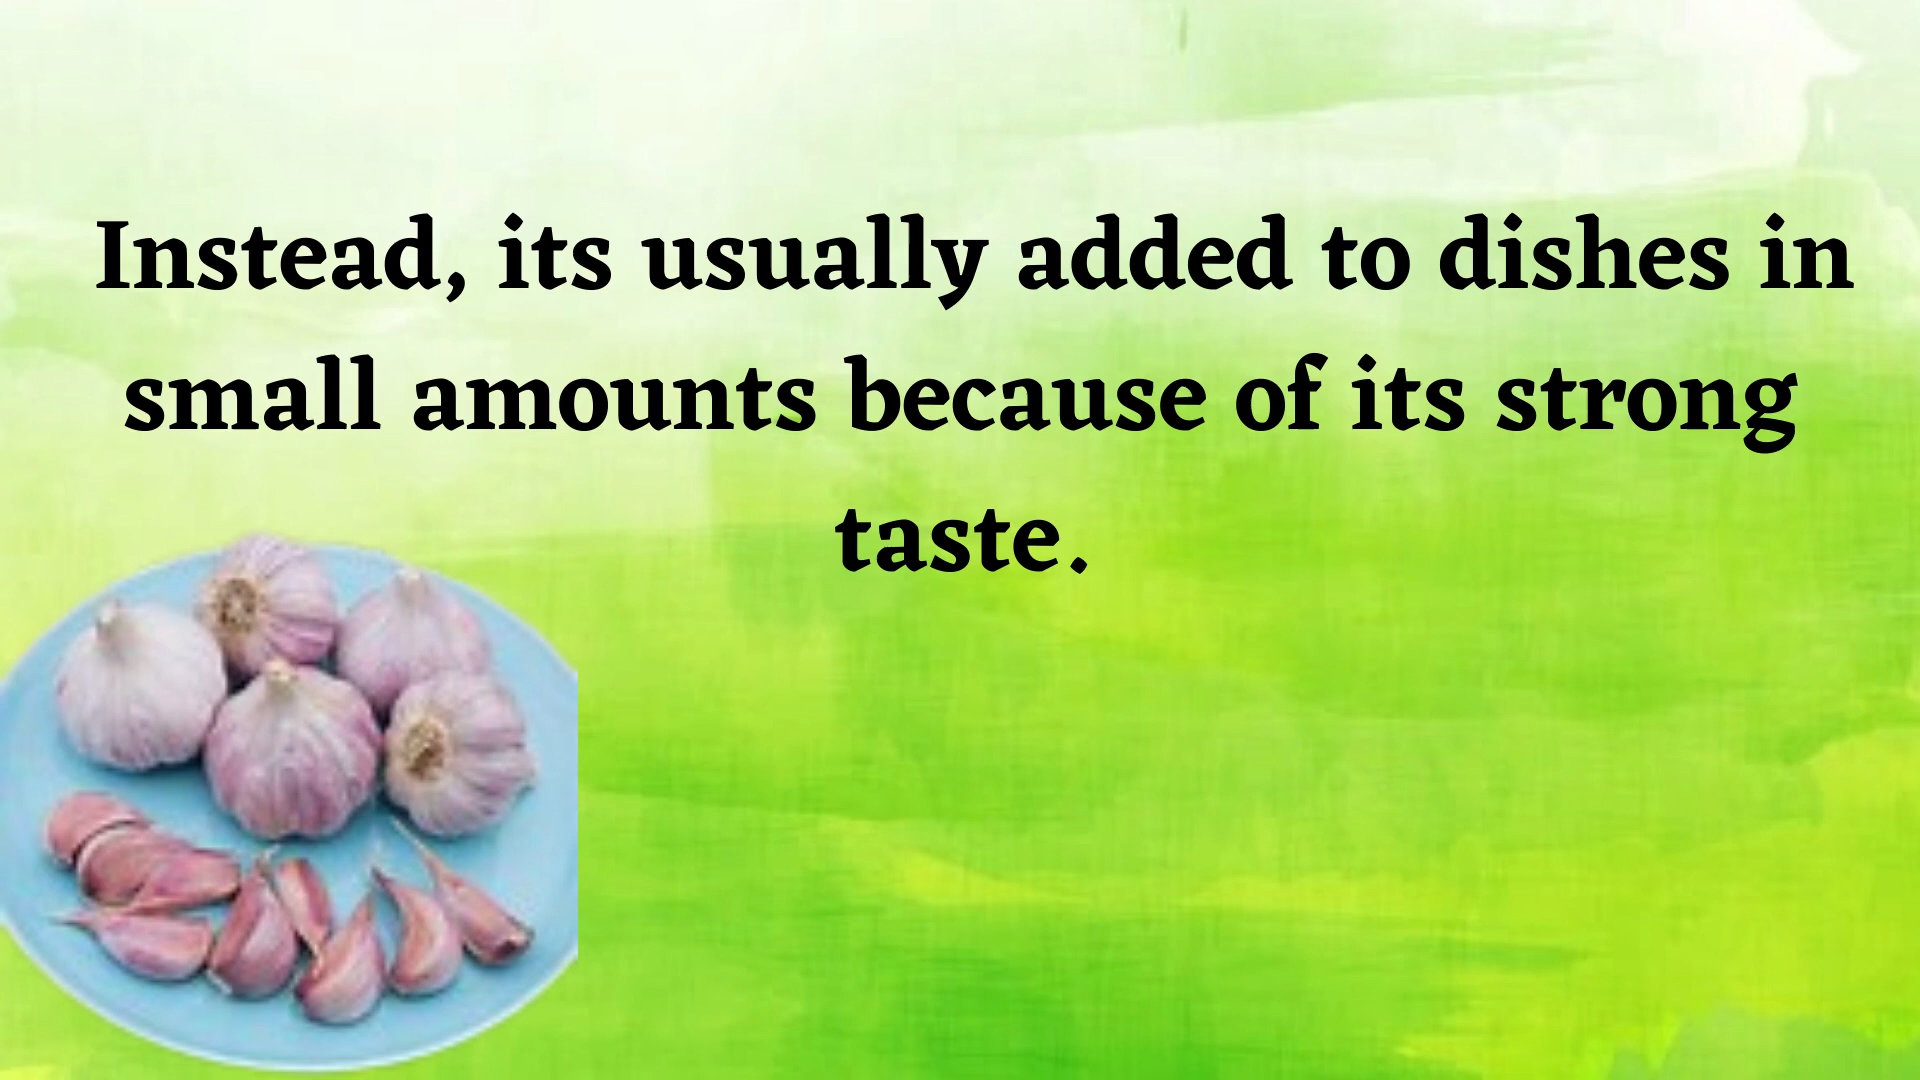 Instead, its usually added to dishes in
small amounts because of its strong
taste.